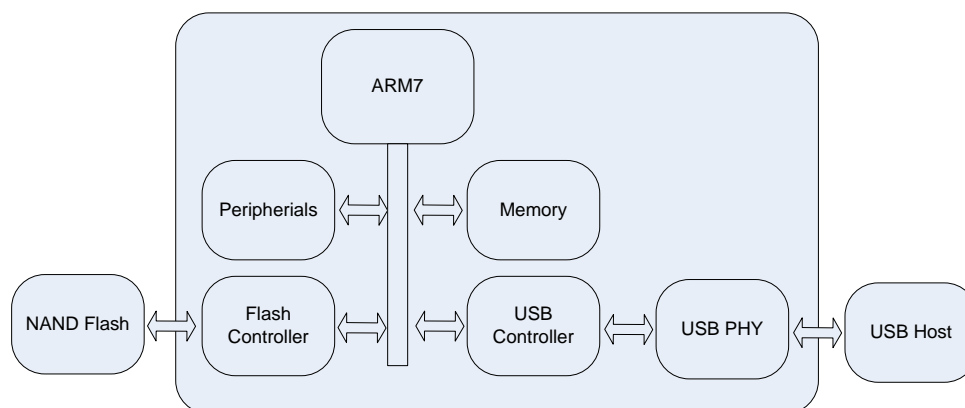 ARM7
Peripherials
Memory
NAND Flash
Flash
Controller
USB
Controller
USB PHY
USB Host